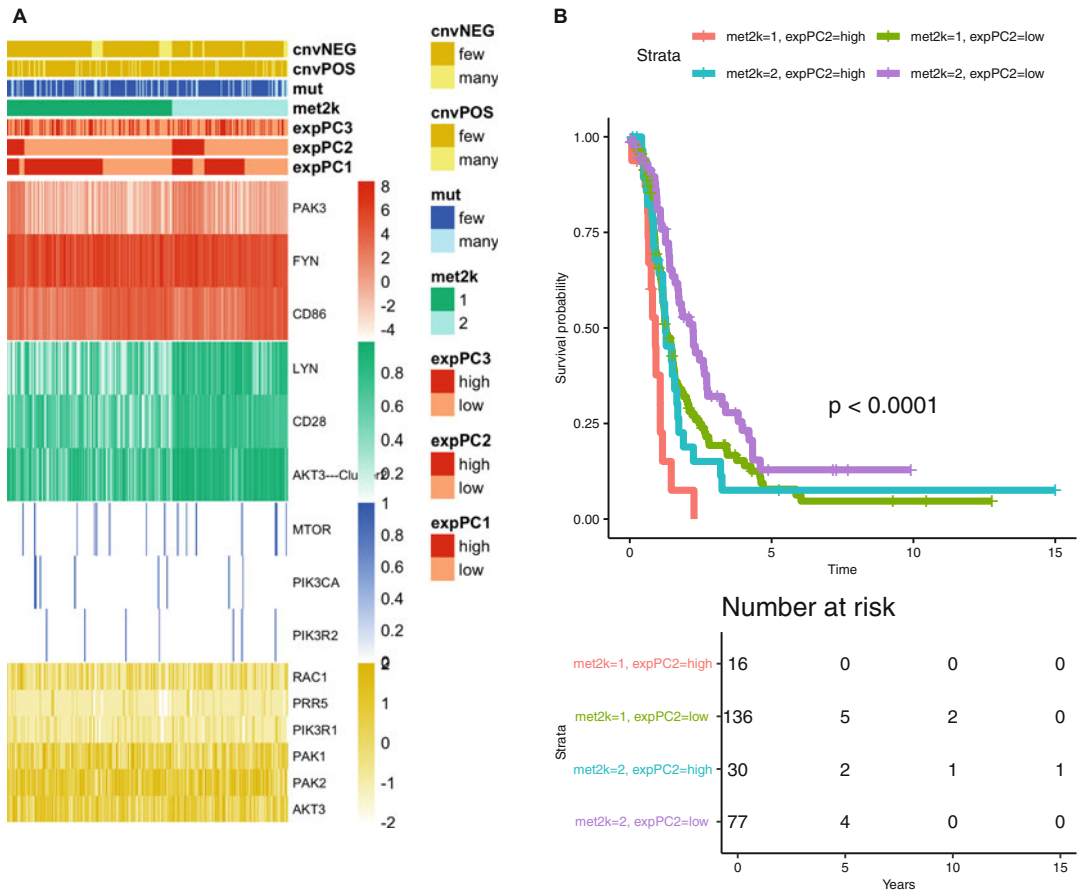 A
cnvNEG
cnvPOS
mut
met2k
expPC3
expPC2
expPC1
PAK3
FYN
CD86
LYN
CD28
AKT3---Clu
MTOR
PIK3CA
PIK3R2
RAC1
PRR5
PIK3R1
PAK1
PAK2
AKT3
8
6
4
2
0
-2
-4
0.8
0.6
0.4
0.2
0
1
0.8
0.6
0.4
0.2
0
2
1
0
-1
-2
cnvNEG
few
many
cnvPOS
few
many
mut
few
many
met2k
1
2
expPC3
high
low
expPC2
high
low
expPC1
high
low
B
Strata
met2k=1, expPC2=high
met2k=1, expPC2=low
met2k=2, expPC2=high
met2k=2, expPC2=low
Survival probability
1.00
0.75
0.50
0.25
0.00
p < 0.0001
0 5 10 15
Time
Number at risk
Strata
met2k=1, expPC2=high 16 0 0 0
met2k=1, expPC2=low 136 5 2 0
met2k=2, expPC2=high 30 2 1 1
met2k=2, expPC2=low 77 4 0 0
0 5 10 15
Years